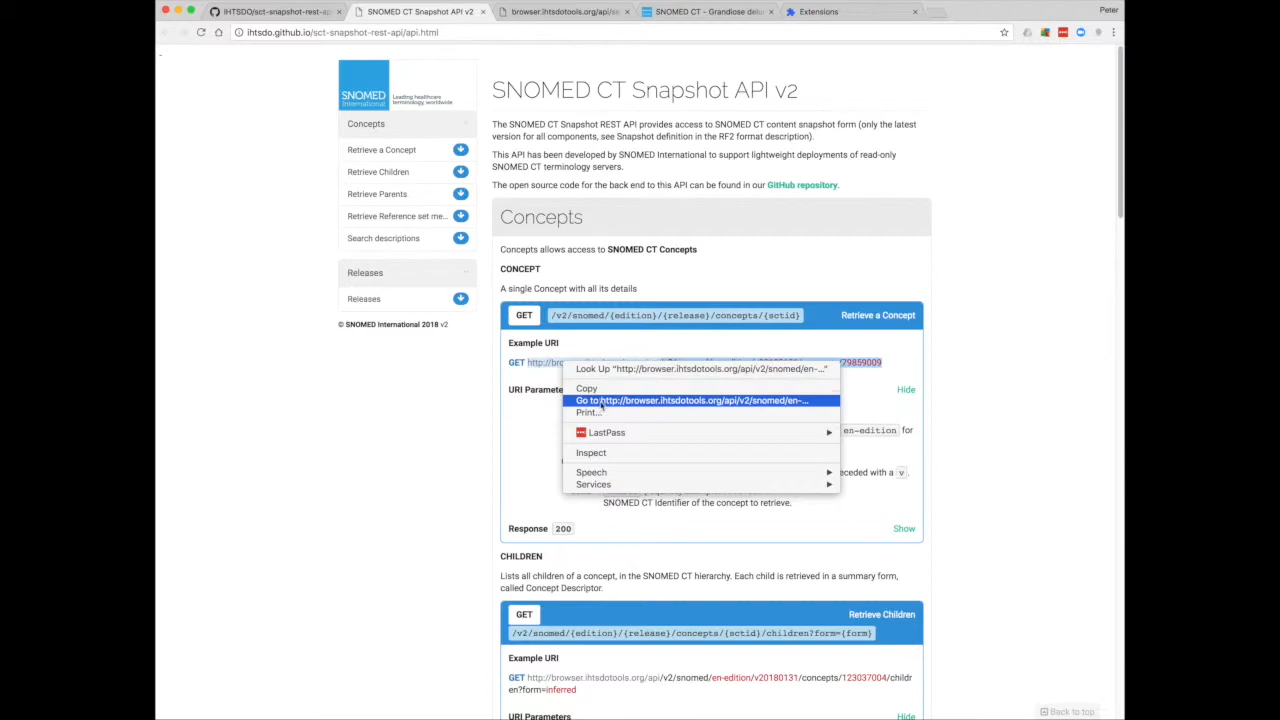 IHTSDO/sct-snapshot-rest-ap
SNOMED CT Snapshot API v2
browser.ihtsdotools.org/api/se
SNOMED CT - Grandiose delu
Extensions
Peter
ihtsdo.github.io/sct-snapshot-rest-api/api.html
SNOMED
International
Leading healthcare
terminology, worldwide
Concepts
Retrieve a Concept
Retrieve Children
Retrieve Parents
Retrieve Reference set me...
Search descriptions
Releases
Releases
© SNOMED International 2018 v2
SNOMED CT Snapshot API v2
The SNOMED CT Snapshot REST API provides access to SNOMED CT content snapshot form (only the latest
version for all components, see Snapshot definition in the RF2 format description).
This API has been developed by SNOMED International to support lightweight deployments of read-only
SNOMED CT terminology servers.
The open source code for the back end to this API can be found in our GitHub repository.
Concepts
Concepts allows access to SNOMED CT Concepts
CONCEPT
A single Concept with all its details
GET /v2/snomed/{edition}/{release}/concepts/{sctid} Retrieve a Concept
Example URI
GET http://bro /79859009
URI Parame Hide
Look Up “http://browser.ihtsdotools.org/api/v2/snomed/en-...”
Copy
Go to http://browser.ihtsdotools.org/api/v2/snomed/en-...
Print...
LastPass
en-edition for
Inspect
Speech
eceded with a v.
Services
SNOMED CT Identifier of the concept to retrieve.
Response 200 Show
CHILDREN
Lists all children of a concept, in the SNOMED CT hierarchy. Each child is retrieved in a summary form,
called Concept Descriptor.
GET Retrieve Children
/v2/snomed/{edition}/{release}/concepts/{sctid}/children?form={form}
Example URI
GET http://browser.ihtsdotools.org/api/v2/snomed/en-edition/v20180131/concepts/123037004/childr
en?form=inferred
URI Parameters Hide
Back to top